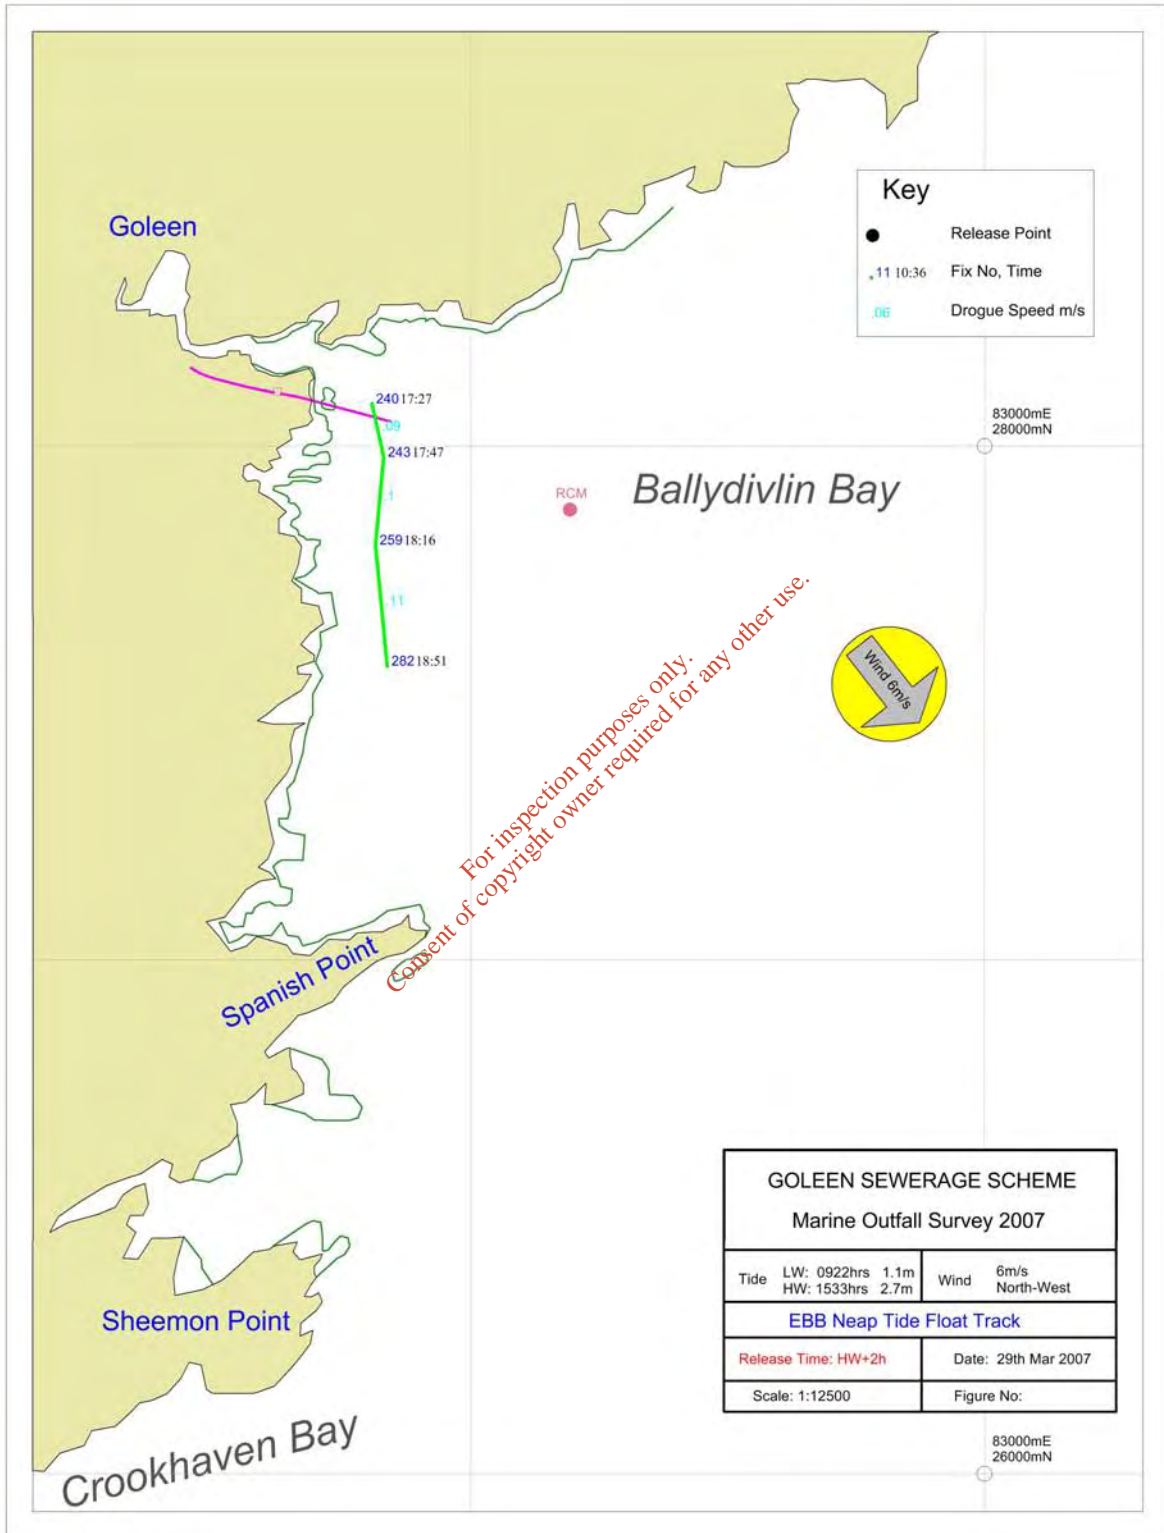 Goleen
Key
Release Point
.11 10:36 Fix No, Time
.06 Drogue Speed m/s
240 17:27
.09
83000mE
28000mN
243 17:47
RCM
Ballydivlin Bay
.1
259 18:16
.11
282 18:51
Wind 6m/s
For inspection purposes only.
Consent of copyright owner required for any other use.
Spanish Point
GOLEEN SEWERAGE SCHEME
Marine Outfall Survey 2007
Tide LW: 0922hrs 1.1m
HW: 1533hrs 2.7m
Wind 6m/s
North-West
EBB Neap Tide Float Track
Release Time: HW+2h Date: 29th Mar 2007
Scale: 1:12500 Figure No:
Sheemon Point
83000mE
26000mN
Crookhaven Bay